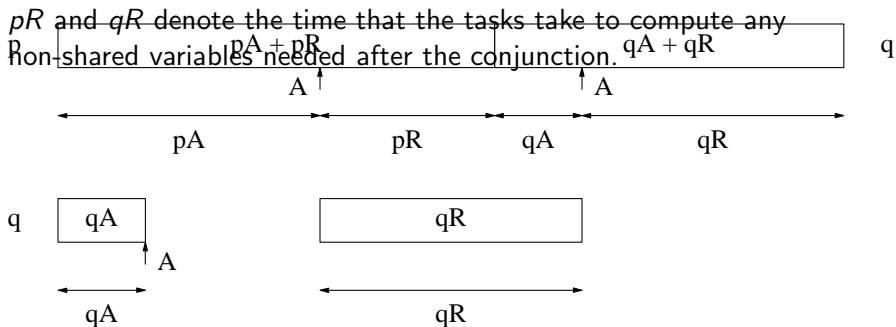 pR and qR denote the time that the tasks take to compute any
non-shared variables needed after the conjunction.
p pA + pR qA + qR q
A A
pA pR qA qR
q qA qR
A
qA qR